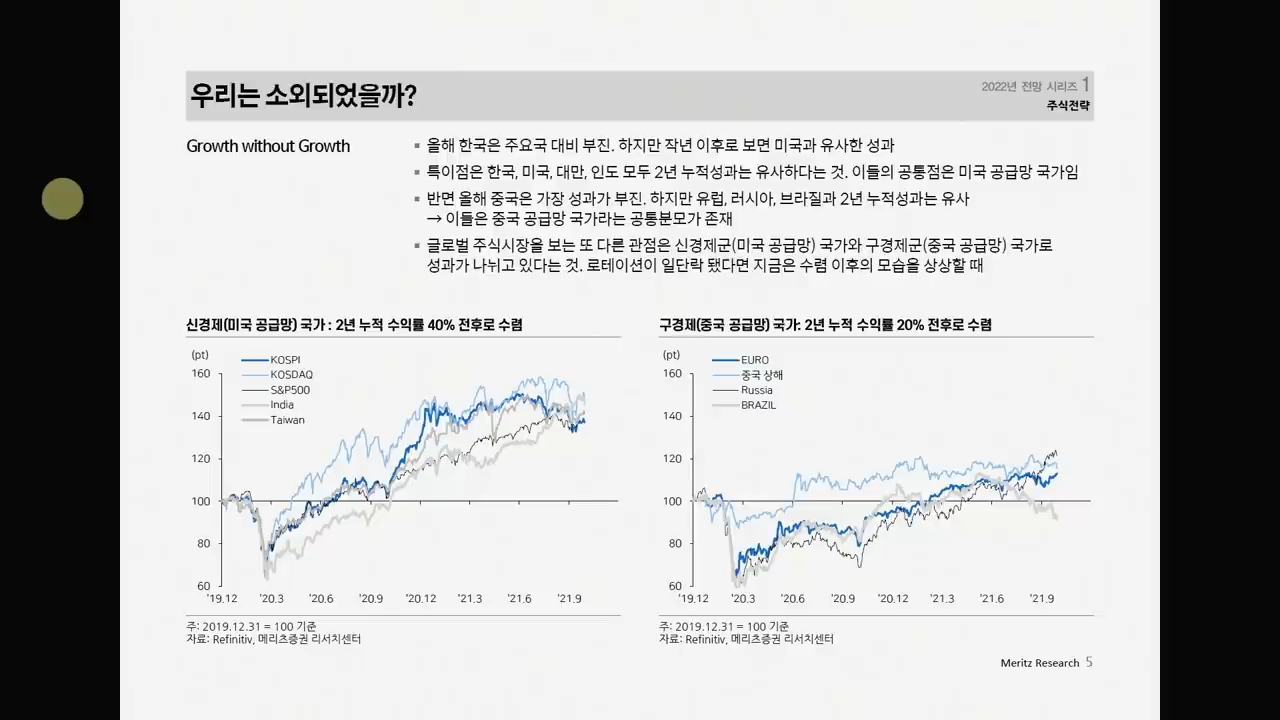 우리는 소외되었을까?
2022년 전망 시리즈 1
주식전략
Growth without Growth
▪ 올해 한국은 주요국 대비 부진. 하지만 작년 이후로 보면 미국과 유사한 성과
▪ 특이점은 한국, 미국, 대만, 인도 모두 2년 누적성과는 유사하다는 것. 이들의 공통점은 미국 공급망 국가임
▪ 반면 올해 중국은 가장 성과가 부진. 하지만 유럽, 러시아, 브라질과 2년 누적성과는 유사
→ 이들은 중국 공급망 국가라는 공통분모가 존재
▪ 글로벌 주식시장을 보는 또 다른 관점은 신경제군(미국 공급망) 국가와 구경제군(중국 공급망) 국가로
성과가 나뉘고 있다는 것. 로테이션이 일단락 됐다면 지금은 수렴 이후의 모습을 상상할 때
신경제(미국 공급망) 국가 : 2년 누적 수익률 40% 전후로 수렴
(pt)
KOSPI
KOSDAQ
S&P500
India
Taiwan
160
140
120
100
80
60
'19.12 '20.3 '20.6 '20.9 '20.12 '21.3 '21.6 '21.9
주: 2019.12.31 = 100 기준
자료: Refinitiv, 메리츠증권 리서치센터
구경제(중국 공급망) 국가: 2년 누적 수익률 20% 전후로 수렴
(pt)
EURO
중국 상해
Russia
BRAZIL
160
140
120
100
80
60
'19.12 '20.3 '20.6 '20.9 '20.12 '21.3 '21.6 '21.9
주: 2019.12.31 = 100 기준
자료: Refinitiv, 메리츠증권 리서치센터
Meritz Research 5